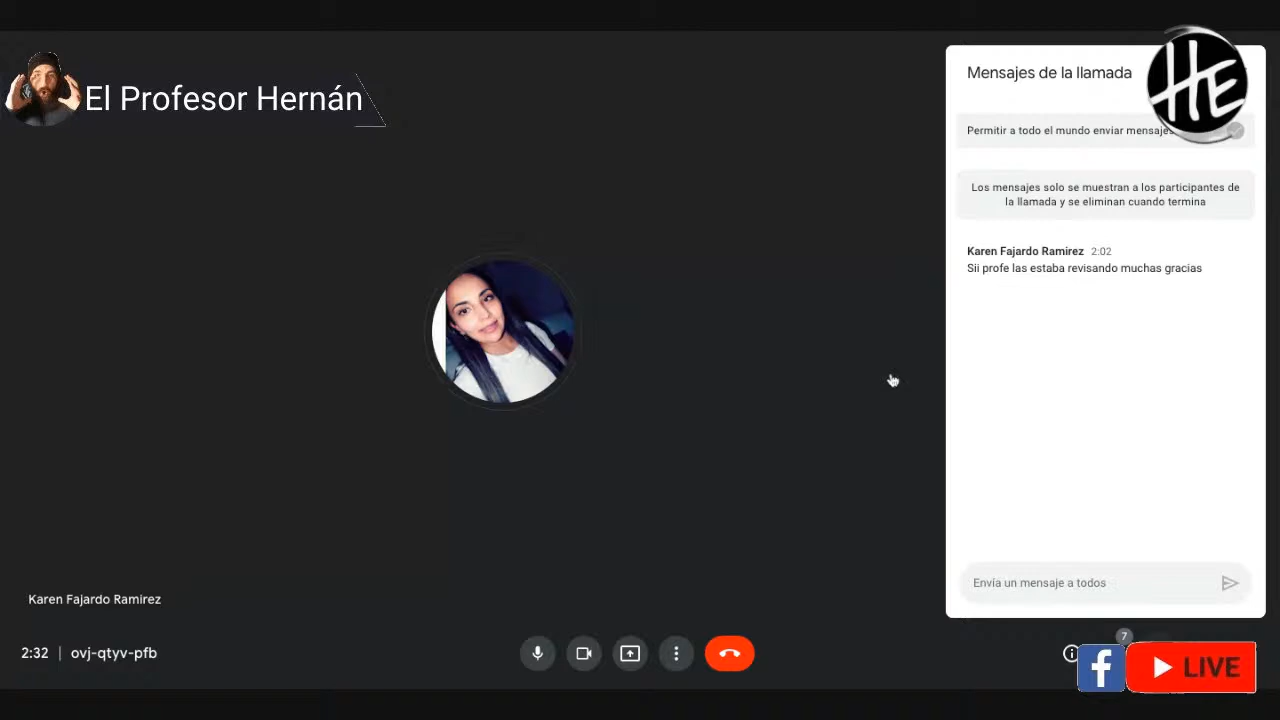 El Profesor Hernán
Mensajes de la llamada
HE
Permitir a todo el mundo enviar mensajes
Los mensajes solo se muestran a los participantes de
la llamada y se eliminan cuando termina
Karen Fajardo Ramirez 2:02
Sii profe las estaba revisando muchas gracias
Envía un mensaje a todos
Karen Fajardo Ramirez
2:32 | ovj-qtyv-pfb
7
f LIVE